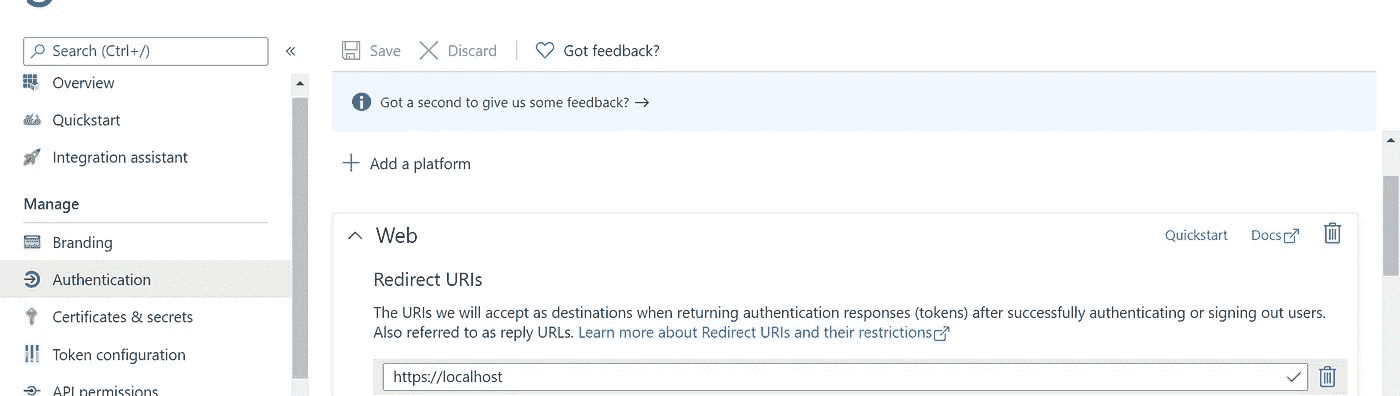 Search (Ctrl+/)
«
Overview
Quickstart
Integration assistant
Manage
Branding
Authentication
Certificates & secrets
Token configuration
API permissions
Save
Discard
Got feedback?
Got a second to give us some feedback? →
Add a platform
Web
Quickstart
Docs
Redirect URIs
The URIs we will accept as destinations when returning authentication responses (tokens) after successfully authenticating or signing out users.
Also referred to as reply URLs. Learn more about Redirect URIs and their restrictions
https://localhost